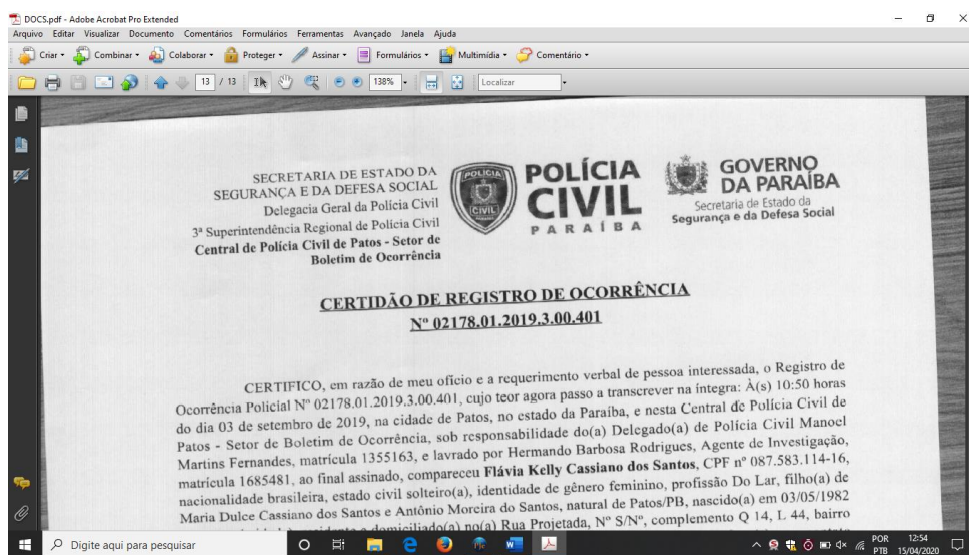 DOCS.pdf - Adobe Acrobat Pro Extended
Arquivo Editar Visualizar Documento Comentários Formulários Ferramentas Avançado Janela Ajuda
Criar Combinar Colaborar Proteger Assinar Formulários Multimídia Comentário
13 / 13 138% Localizar
SECRETARIA DE ESTADO DA
SEGURANÇA E DA DEFESA SOCIAL
Delegacia Geral da Polícia Civil
3ª Superintendência Regional de Polícia Civil
Central de Polícia Civil de Patos - Setor de
Boletim de Ocorrência
POLICIA
CIVIL
POLÍCIA
CIVIL
PARAÍBA
GOVERNO
DA PARAÍBA
Secretaria de Estado da
Segurança e da Defesa Social
CERTIDÃO DE REGISTRO DE OCORRÊNCIA
Nº 02178.01.2019.3.00.401
CERTIFICO, em razão de meu ofício e a requerimento verbal de pessoa interessada, o Registro de
Ocorrência Policial Nº 02178.01.2019.3.00.401, cujo teor agora passo a transcrever na íntegra: À(s) 10:50 horas
do dia 03 de setembro de 2019, na cidade de Patos, no estado da Paraíba, e nesta Central de Polícia Civil de
Patos - Setor de Boletim de Ocorrência, sob responsabilidade do(a) Delegado(a) de Polícia Civil Manoel
Martins Fernandes, matrícula 1355163, e lavrado por Hermando Barbosa Rodrigues, Agente de Investigação,
matrícula 1685481, ao final assinado, compareceu Flávia Kelly Cassiano dos Santos, CPF nº 087.583.114-16,
nacionalidade brasileira, estado civil solteiro(a), identidade de gênero feminino, profissão Do Lar, filho(a) de
Maria Dulce Cassiano dos Santos e Antônio Moreira do Santos, natural de Patos/PB, nascido(a) em 03/05/1982
residente e domiciliado(a) no(a) Rua Projetada, Nº S/Nº, complemento Q 14, L 44, bairro
Digite aqui para pesquisar
POR
PTB
12:54
15/04/2020